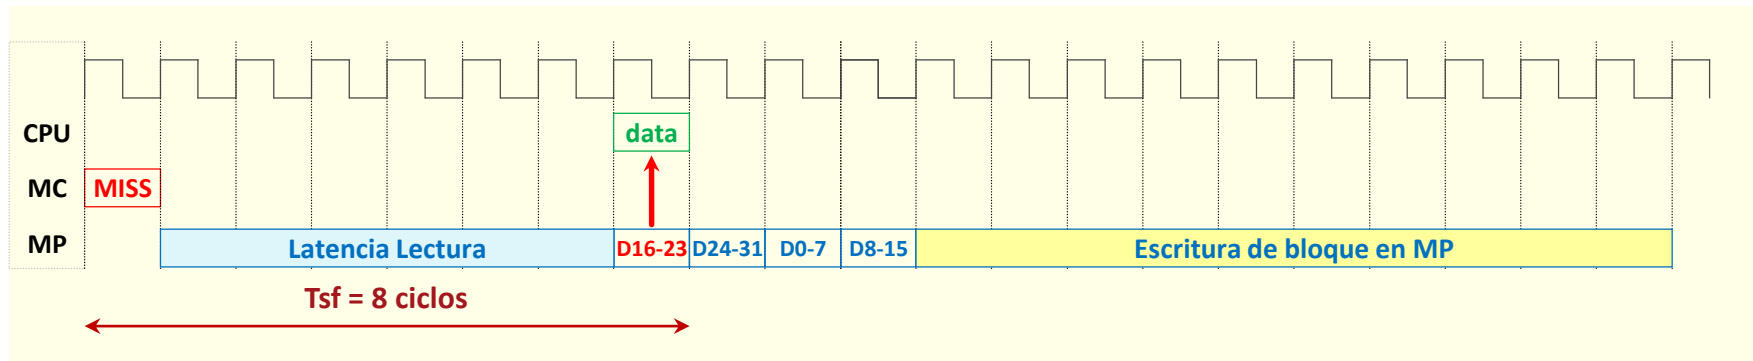 CPU data
MC MISS
MP Latencia Lectura D16-23 D24-31 D0-7 D8-15 Escritura de bloque en MP
Tsf = 8 ciclos